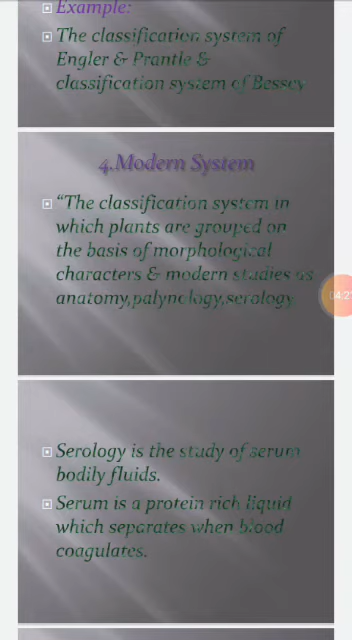 Example:
The classification system of
Engler & Prantle &
classification system of Bessey
4.Modern System
“The classification system in
which plants are grouped on
the basis of morphological
characters & modern studies as
anatomy,palynology,serology
Serology is the study of serum
bodily fluids.
Serum is a protein rich liquid
which separates when blood
coagulates.